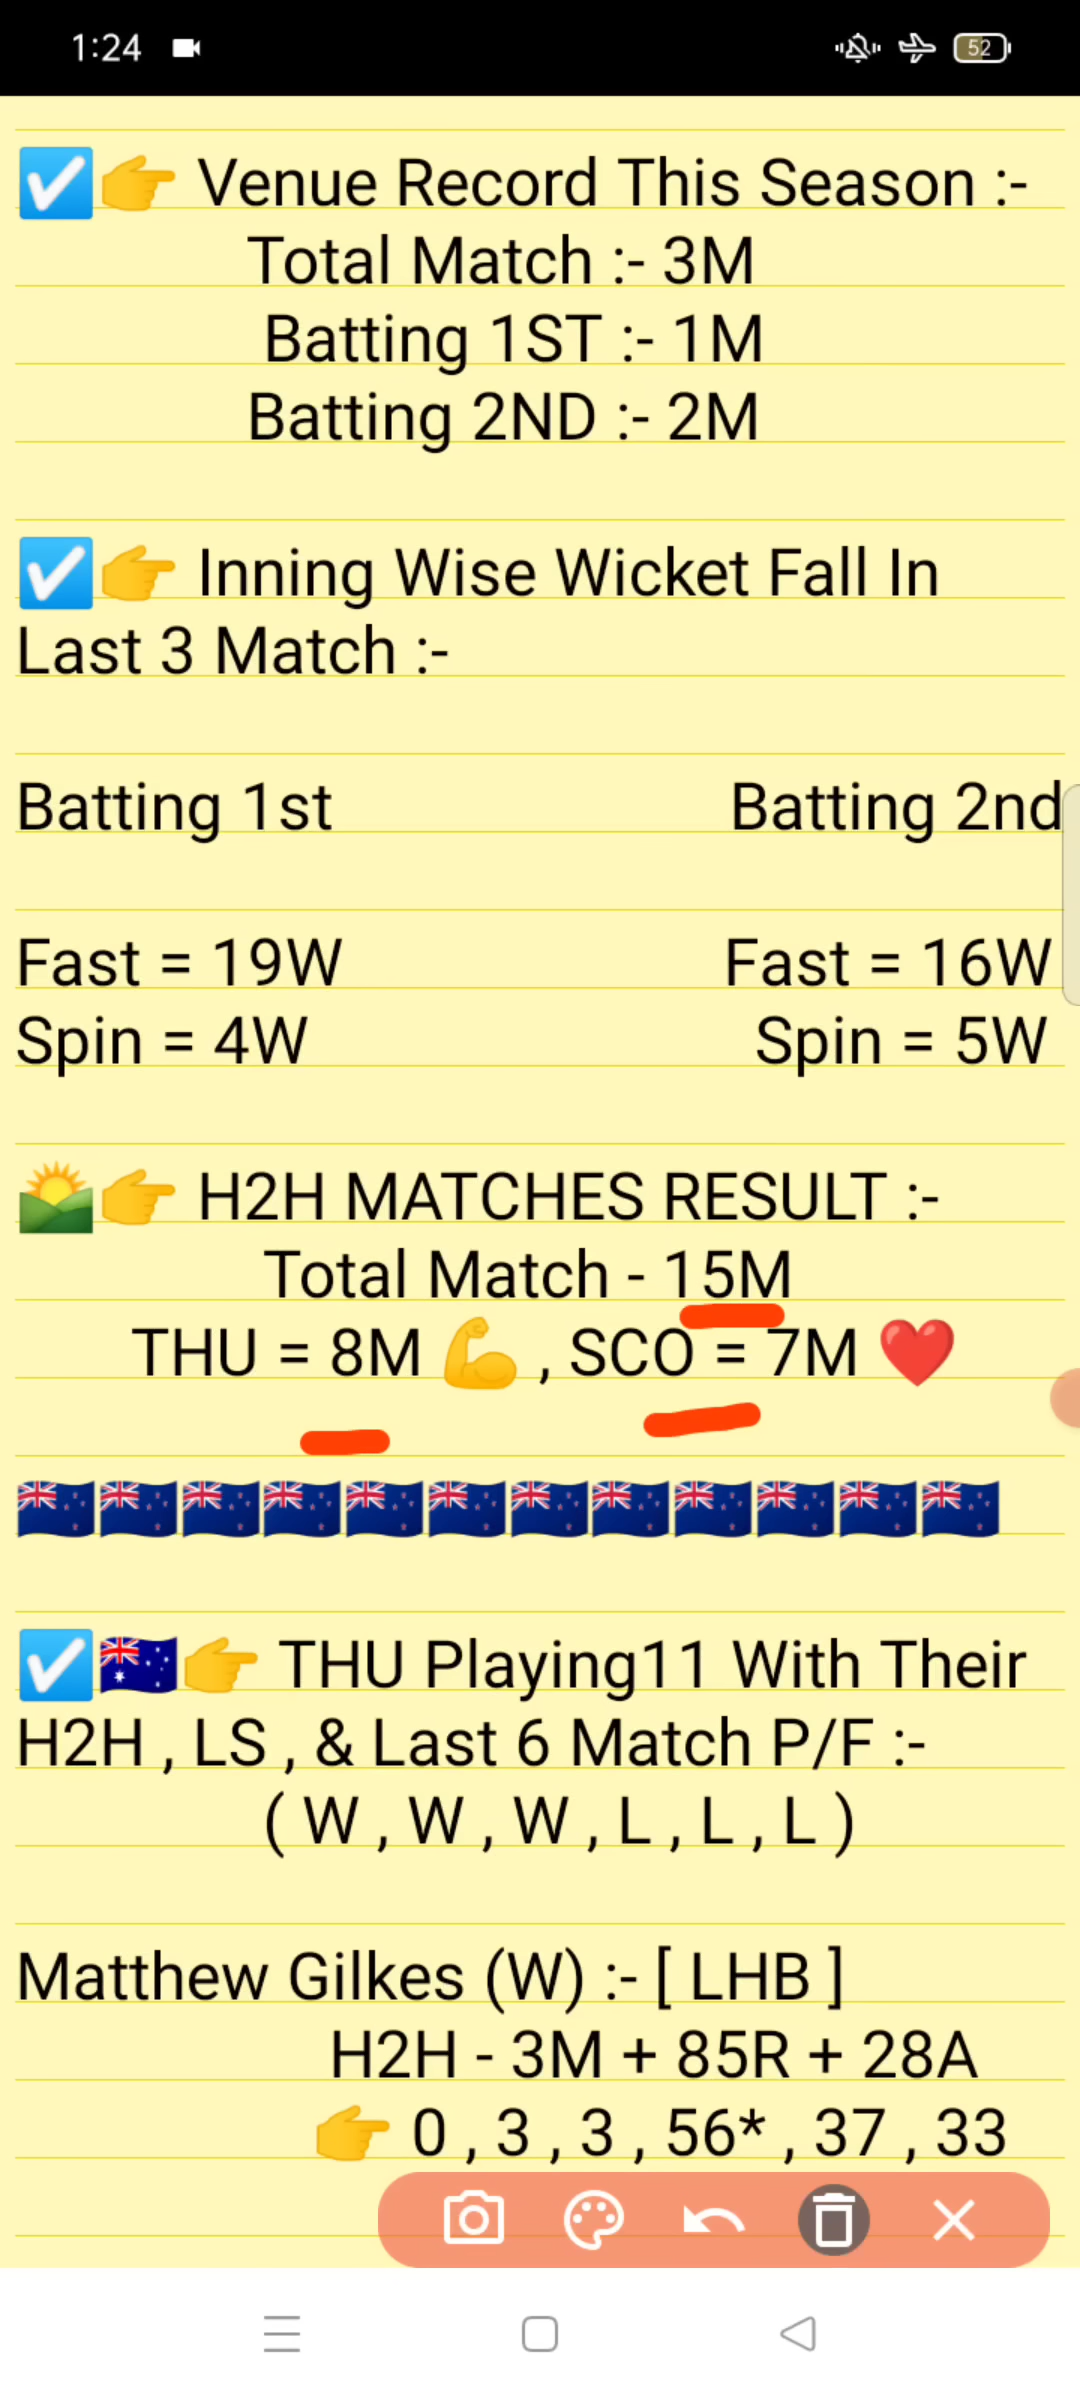 1:24
52
Venue Record This Season :-
Total Match :- 3M
Batting 1ST :- 1M
Batting 2ND :- 2M
Inning Wise Wicket Fall In
Last 3 Match :-
Batting 1st Batting 2nd
Fast = 19W Fast = 16W
Spin = 4W Spin = 5W
H2H MATCHES RESULT :-
Total Match - 15M
THU = 8M 💪 , SCO = 7M ❤️
THU Playing11 With Their
H2H , LS , & Last 6 Match P/F :-
( W , W , W , L , L , L )
Matthew Gilkes (W) :- [ LHB ]
H2H - 3M + 85R + 28A
0 , 3 , 3 , 56* , 37 , 33